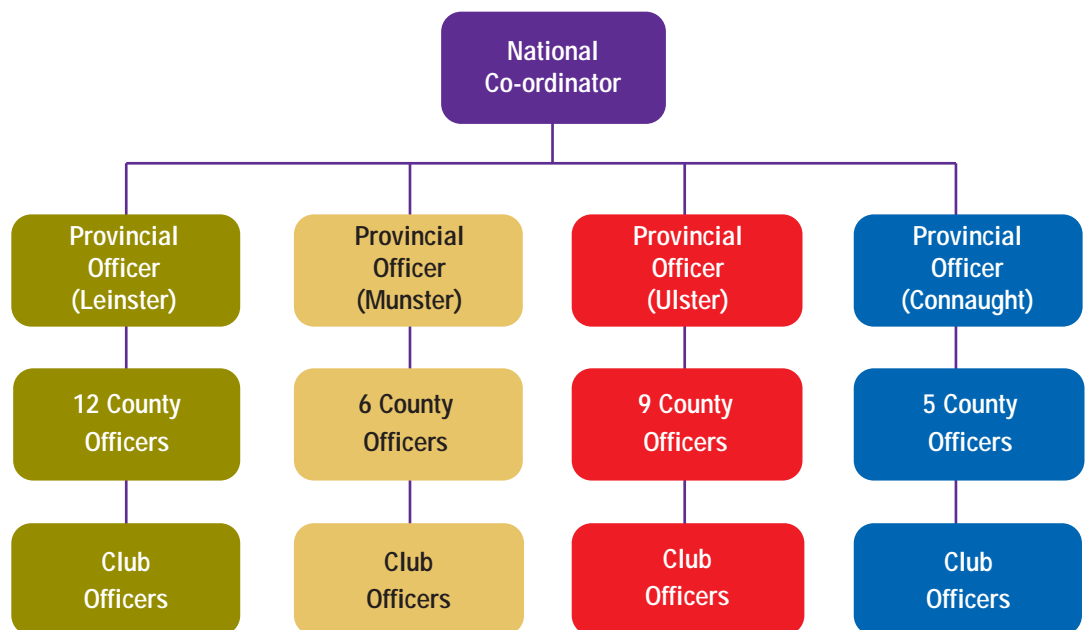 National
Co-ordinator
Provincial
Officer
(Leinster)
Provincial
Officer
(Munster)
Provincial
Officer
(Ulster)
Provincial
Officer
(Connaught)
12 County
Officers
6 County
Officers
9 County
Officers
5 County
Officers
Club
Officers
Club
Officers
Club
Officers
Club
Officers